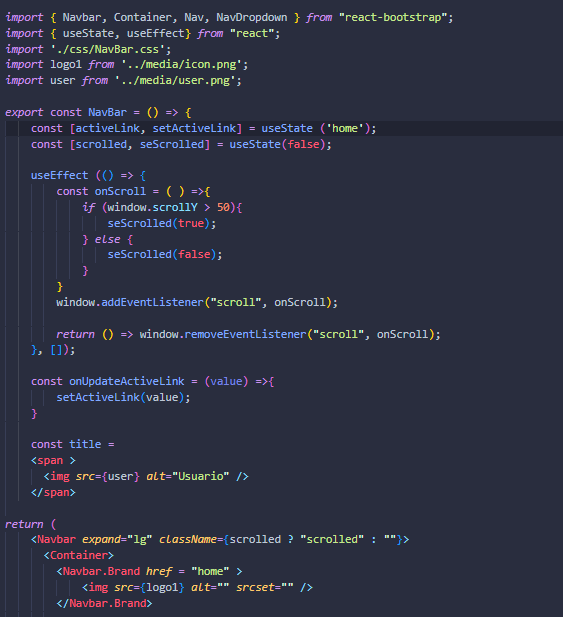 import { Navbar, Container, Nav, NavDropdown } from "react-bootstrap";
import { useState, useEffect} from "react";
import './css/NavBar.css';
import logo1 from '../media/icon.png';
import user from '../media/user.png';
export const NavBar = () => {
const [activeLink, setActiveLink] = useState ('home');
const [scrolled, seScrolled] = useState(false);
useEffect (() => {
const onScroll = ( ) =>{
if (window.scrollY > 50){
seScrolled(true);
} else {
seScrolled(false);
}
}
window.addEventListener("scroll", onScroll);
return () => window.removeEventListener("scroll", onScroll);
}, []);
const onUpdateActiveLink = (value) =>{
setActiveLink(value);
}
const title =
<span >
<img src={user} alt="Usuario" />
</span>
return (
<Navbar expand="lg" className={scrolled ? "scrolled" : ""}>
<Container>
<Navbar.Brand href = "home" >
<img src={logo1} alt="" srcset="" />
</Navbar.Brand>